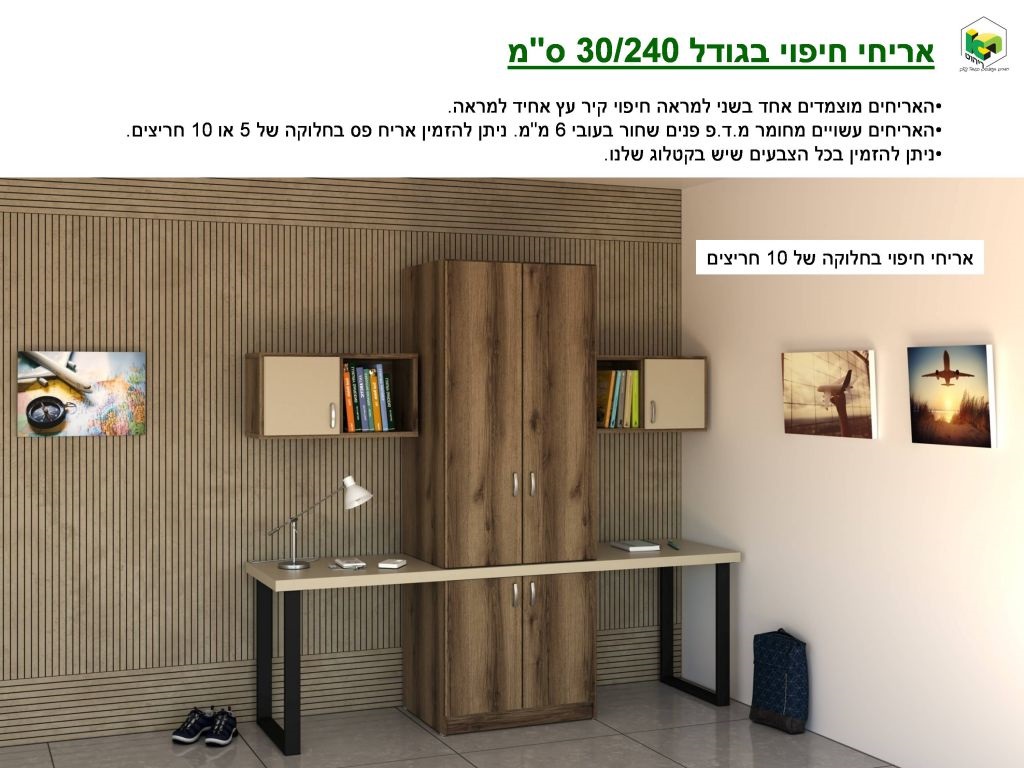 אריחי חיפוי בגודל 30/240 ס"מ
•האריחים מוצמדים אחד בשני למראה חיפוי קיר עץ אחיד למראה.
•האריחים עשויים מחומר מ.ד.פ פנים שחור בעובי 6 מ"מ. ניתן להזמין אריח פס בחלוקה של 5 או 10 חריצים.
•ניתן להזמין בכל הצבעים שיש בקטלוג שלנו.
אריחי חיפוי בחלוקה של 10 חריצים